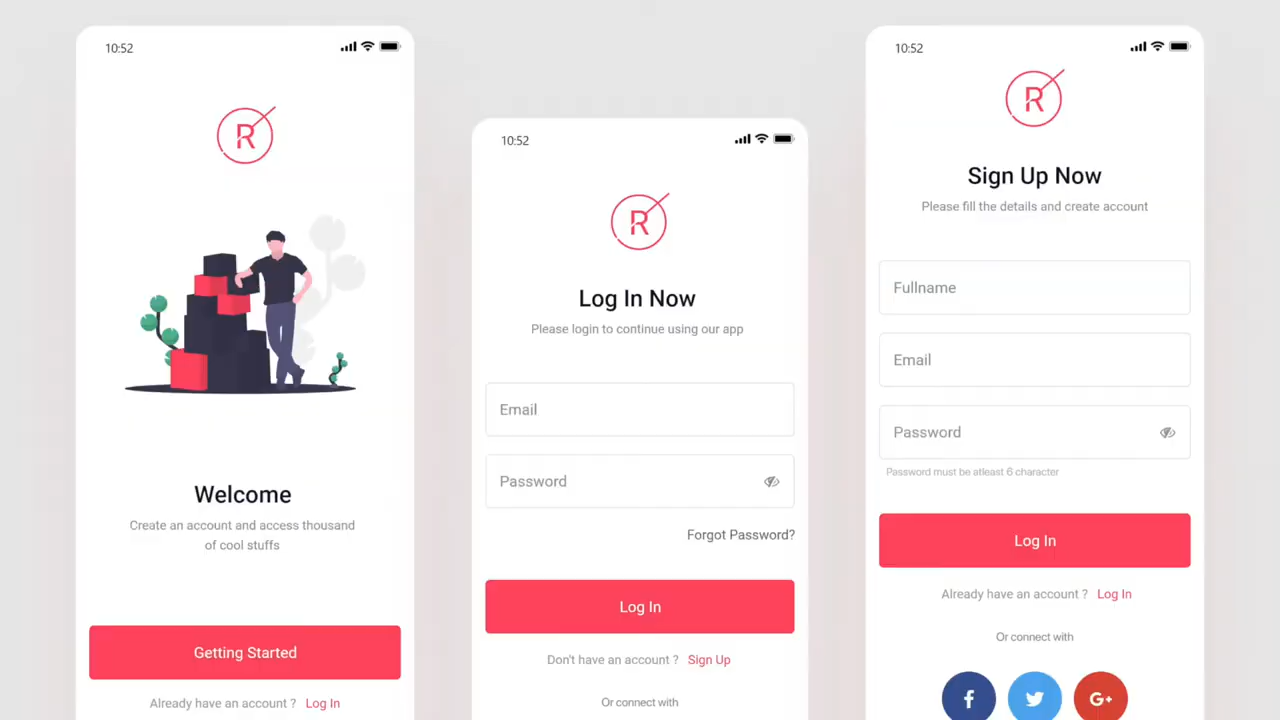 10:52
R
Welcome
Create an account and access thousand
of cool stuffs
Getting Started
Already have an account ? Log In
10:52
R
Log In Now
Please login to continue using our app
Email
Password
Forgot Password?
Log In
Don't have an account ? Sign Up
Or connect with
10:52
R
Sign Up Now
Please fill the details and create account
Fullname
Email
Password
Password must be atleast 6 character
Log In
Already have an account ? Log In
Or connect with
f
G+